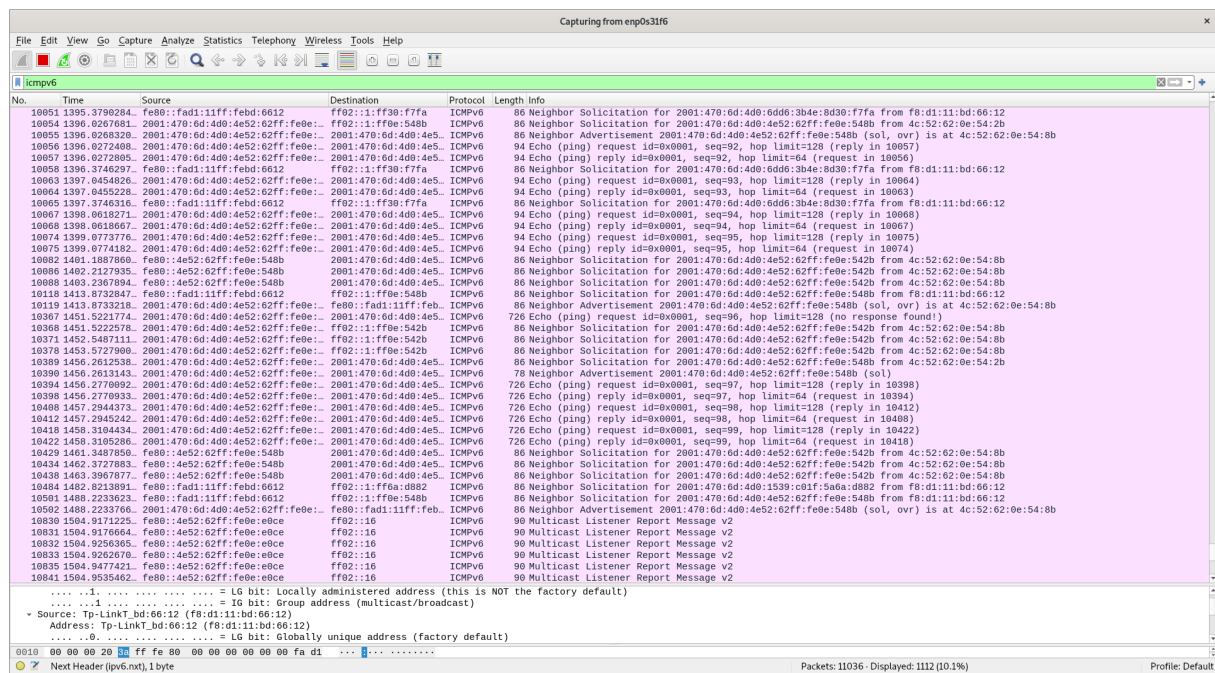 Capturing from enp0s31f6
File Edit View Go Capture Analyze Statistics Telephony Wireless Tools Help
icmpv6
No. Time Source Destination Protocol Length Info
10051 1395.3790284… fe80::fad1:11ff:febd:6612 ff02::1:ff30:f7fa ICMPv6 86 Neighbor Solicitation for 2001:470:6d:4d0:6dd6:3b4e:8d30:f7fa from f8:d1:11:bd:66:12
10054 1396.0267681… 2001:470:6d:4d0:4e52:62ff:fe0e:… ff02::1:ff0e:548b ICMPv6 86 Neighbor Solicitation for 2001:470:6d:4d0:4e52:62ff:fe0e:548b from 4c:52:62:0e:54:2b
10055 1396.0268320… 2001:470:6d:4d0:4e52:62ff:fe0e:… 2001:470:6d:4d0:4e5… ICMPv6 86 Neighbor Advertisement 2001:470:6d:4d0:4e52:62ff:fe0e:548b (sol, ovr) is at 4c:52:62:0e:54:8b
10056 1396.0272408… 2001:470:6d:4d0:4e52:62ff:fe0e:… 2001:470:6d:4d0:4e5… ICMPv6 94 Echo (ping) request id=0x0001, seq=92, hop limit=128 (reply in 10057)
10057 1396.0272805… 2001:470:6d:4d0:4e52:62ff:fe0e:… 2001:470:6d:4d0:4e5… ICMPv6 94 Echo (ping) reply id=0x0001, seq=92, hop limit=64 (request in 10056)
10058 1396.3746297… fe80::fad1:11ff:febd:6612 ff02::1:ff30:f7fa ICMPv6 86 Neighbor Solicitation for 2001:470:6d:4d0:6dd6:3b4e:8d30:f7fa from f8:d1:11:bd:66:12
10063 1397.0454826… 2001:470:6d:4d0:4e52:62ff:fe0e:… 2001:470:6d:4d0:4e5… ICMPv6 94 Echo (ping) request id=0x0001, seq=93, hop limit=128 (reply in 10064)
10064 1397.0455228… 2001:470:6d:4d0:4e52:62ff:fe0e:… 2001:470:6d:4d0:4e5… ICMPv6 94 Echo (ping) reply id=0x0001, seq=93, hop limit=64 (request in 10063)
10065 1397.3746316… fe80::fad1:11ff:febd:6612 ff02::1:ff30:f7fa ICMPv6 86 Neighbor Solicitation for 2001:470:6d:4d0:6dd6:3b4e:8d30:f7fa from f8:d1:11:bd:66:12
10067 1398.0618271… 2001:470:6d:4d0:4e52:62ff:fe0e:… 2001:470:6d:4d0:4e5… ICMPv6 94 Echo (ping) request id=0x0001, seq=94, hop limit=128 (reply in 10068)
10068 1398.0618667… 2001:470:6d:4d0:4e52:62ff:fe0e:… 2001:470:6d:4d0:4e5… ICMPv6 94 Echo (ping) reply id=0x0001, seq=94, hop limit=64 (request in 10067)
10074 1399.0773776… 2001:470:6d:4d0:4e52:62ff:fe0e:… 2001:470:6d:4d0:4e5… ICMPv6 94 Echo (ping) request id=0x0001, seq=95, hop limit=128 (reply in 10075)
10075 1399.0774182… 2001:470:6d:4d0:4e52:62ff:fe0e:… 2001:470:6d:4d0:4e5… ICMPv6 94 Echo (ping) reply id=0x0001, seq=95, hop limit=64 (request in 10074)
10082 1401.1887860… fe80::4e52:62ff:fe0e:548b 2001:470:6d:4d0:4e5… ICMPv6 86 Neighbor Solicitation for 2001:470:6d:4d0:4e52:62ff:fe0e:542b from 4c:52:62:0e:54:8b
10086 1402.2127935… fe80::4e52:62ff:fe0e:548b 2001:470:6d:4d0:4e5… ICMPv6 86 Neighbor Solicitation for 2001:470:6d:4d0:4e52:62ff:fe0e:542b from 4c:52:62:0e:54:8b
10088 1403.2367894… fe80::4e52:62ff:fe0e:548b 2001:470:6d:4d0:4e5… ICMPv6 86 Neighbor Solicitation for 2001:470:6d:4d0:4e52:62ff:fe0e:542b from 4c:52:62:0e:54:8b
10118 1413.8732847… fe80::fad1:11ff:febd:6612 ff02::1:ff0e:548b ICMPv6 86 Neighbor Solicitation for 2001:470:6d:4d0:4e52:62ff:fe0e:548b from f8:d1:11:bd:66:12
10119 1413.8733218… 2001:470:6d:4d0:4e52:62ff:fe0e:… fe80::fad1:11ff:feb… ICMPv6 86 Neighbor Advertisement 2001:470:6d:4d0:4e52:62ff:fe0e:548b (sol, ovr) is at 4c:52:62:0e:54:8b
10367 1451.5221774… 2001:470:6d:4d0:4e52:62ff:fe0e:… 2001:470:6d:4d0:4e5… ICMPv6 726 Echo (ping) request id=0x0001, seq=96, hop limit=128 (no response found!)
10368 1451.5222578… 2001:470:6d:4d0:4e52:62ff:fe0e:… ff02::1:ff0e:542b ICMPv6 86 Neighbor Solicitation for 2001:470:6d:4d0:4e52:62ff:fe0e:542b from 4c:52:62:0e:54:8b
10371 1452.5487111… 2001:470:6d:4d0:4e52:62ff:fe0e:… ff02::1:ff0e:542b ICMPv6 86 Neighbor Solicitation for 2001:470:6d:4d0:4e52:62ff:fe0e:542b from 4c:52:62:0e:54:8b
10378 1453.5727900… 2001:470:6d:4d0:4e52:62ff:fe0e:… ff02::1:ff0e:542b ICMPv6 86 Neighbor Solicitation for 2001:470:6d:4d0:4e52:62ff:fe0e:542b from 4c:52:62:0e:54:8b
10389 1456.2612538… 2001:470:6d:4d0:4e52:62ff:fe0e:… 2001:470:6d:4d0:4e5… ICMPv6 86 Neighbor Solicitation for 2001:470:6d:4d0:4e52:62ff:fe0e:548b from 4c:52:62:0e:54:2b
10390 1456.2613143… 2001:470:6d:4d0:4e52:62ff:fe0e:… 2001:470:6d:4d0:4e5… ICMPv6 78 Neighbor Advertisement 2001:470:6d:4d0:4e52:62ff:fe0e:548b (sol)
10394 1456.2770092… 2001:470:6d:4d0:4e52:62ff:fe0e:… 2001:470:6d:4d0:4e5… ICMPv6 726 Echo (ping) request id=0x0001, seq=97, hop limit=128 (reply in 10398)
10398 1456.2770933… 2001:470:6d:4d0:4e52:62ff:fe0e:… 2001:470:6d:4d0:4e5… ICMPv6 726 Echo (ping) reply id=0x0001, seq=97, hop limit=64 (request in 10394)
10408 1457.2944373… 2001:470:6d:4d0:4e52:62ff:fe0e:… 2001:470:6d:4d0:4e5… ICMPv6 726 Echo (ping) request id=0x0001, seq=98, hop limit=128 (reply in 10412)
10412 1457.2945242… 2001:470:6d:4d0:4e52:62ff:fe0e:… 2001:470:6d:4d0:4e5… ICMPv6 726 Echo (ping) reply id=0x0001, seq=98, hop limit=64 (request in 10408)
10418 1458.3104434… 2001:470:6d:4d0:4e52:62ff:fe0e:… 2001:470:6d:4d0:4e5… ICMPv6 726 Echo (ping) request id=0x0001, seq=99, hop limit=128 (reply in 10422)
10422 1458.3105286… 2001:470:6d:4d0:4e52:62ff:fe0e:… 2001:470:6d:4d0:4e5… ICMPv6 726 Echo (ping) reply id=0x0001, seq=99, hop limit=64 (request in 10418)
10429 1461.3487850… fe80::4e52:62ff:fe0e:548b 2001:470:6d:4d0:4e5… ICMPv6 86 Neighbor Solicitation for 2001:470:6d:4d0:4e52:62ff:fe0e:542b from 4c:52:62:0e:54:8b
10434 1462.3727883… fe80::4e52:62ff:fe0e:548b 2001:470:6d:4d0:4e5… ICMPv6 86 Neighbor Solicitation for 2001:470:6d:4d0:4e52:62ff:fe0e:542b from 4c:52:62:0e:54:8b
10438 1463.3967877… fe80::4e52:62ff:fe0e:548b 2001:470:6d:4d0:4e5… ICMPv6 86 Neighbor Solicitation for 2001:470:6d:4d0:4e52:62ff:fe0e:542b from 4c:52:62:0e:54:8b
10484 1482.8213891… fe80::fad1:11ff:febd:6612 ff02::1:ff6a:d882 ICMPv6 86 Neighbor Solicitation for 2001:470:6d:4d0:1539:c01f:5a6a:d882 from f8:d1:11:bd:66:12
10501 1488.2233623… fe80::fad1:11ff:febd:6612 ff02::1:ff0e:548b ICMPv6 86 Neighbor Solicitation for 2001:470:6d:4d0:4e52:62ff:fe0e:548b from f8:d1:11:bd:66:12
10502 1488.2233766… 2001:470:6d:4d0:4e52:62ff:fe0e:… fe80::fad1:11ff:feb… ICMPv6 86 Neighbor Advertisement 2001:470:6d:4d0:4e52:62ff:fe0e:548b (sol, ovr) is at 4c:52:62:0e:54:8b
10830 1504.9171225… fe80::4e52:62ff:fe0e:e0ce ff02::16 ICMPv6 90 Multicast Listener Report Message v2
10831 1504.9176664… fe80::4e52:62ff:fe0e:e0ce ff02::16 ICMPv6 90 Multicast Listener Report Message v2
10832 1504.9256365… fe80::4e52:62ff:fe0e:e0ce ff02::16 ICMPv6 90 Multicast Listener Report Message v2
10833 1504.9262670… fe80::4e52:62ff:fe0e:e0ce ff02::16 ICMPv6 90 Multicast Listener Report Message v2
10835 1504.9477421… fe80::4e52:62ff:fe0e:e0ce ff02::16 ICMPv6 90 Multicast Listener Report Message v2
10841 1504.9535462… fe80::4e52:62ff:fe0e:e0ce ff02::16 ICMPv6 90 Multicast Listener Report Message v2
.... ..1. .... .... .... .... = LG bit: Locally administered address (this is NOT the factory default)
.... ...1 .... .... .... .... = IG bit: Group address (multicast/broadcast)
Source: Tp-LinkT_bd:66:12 (f8:d1:11:bd:66:12)
Address: Tp-LinkT_bd:66:12 (f8:d1:11:bd:66:12)
.... ..0. .... .... .... .... = LG bit: Globally unique address (factory default)
0010 00 00 00 20 3a ff fe 80 00 00 00 00 00 00 fa d1 ... :... ........
Next Header (ipv6.nxt), 1 byte Packets: 11036 · Displayed: 1112 (10.1%) Profile: Default